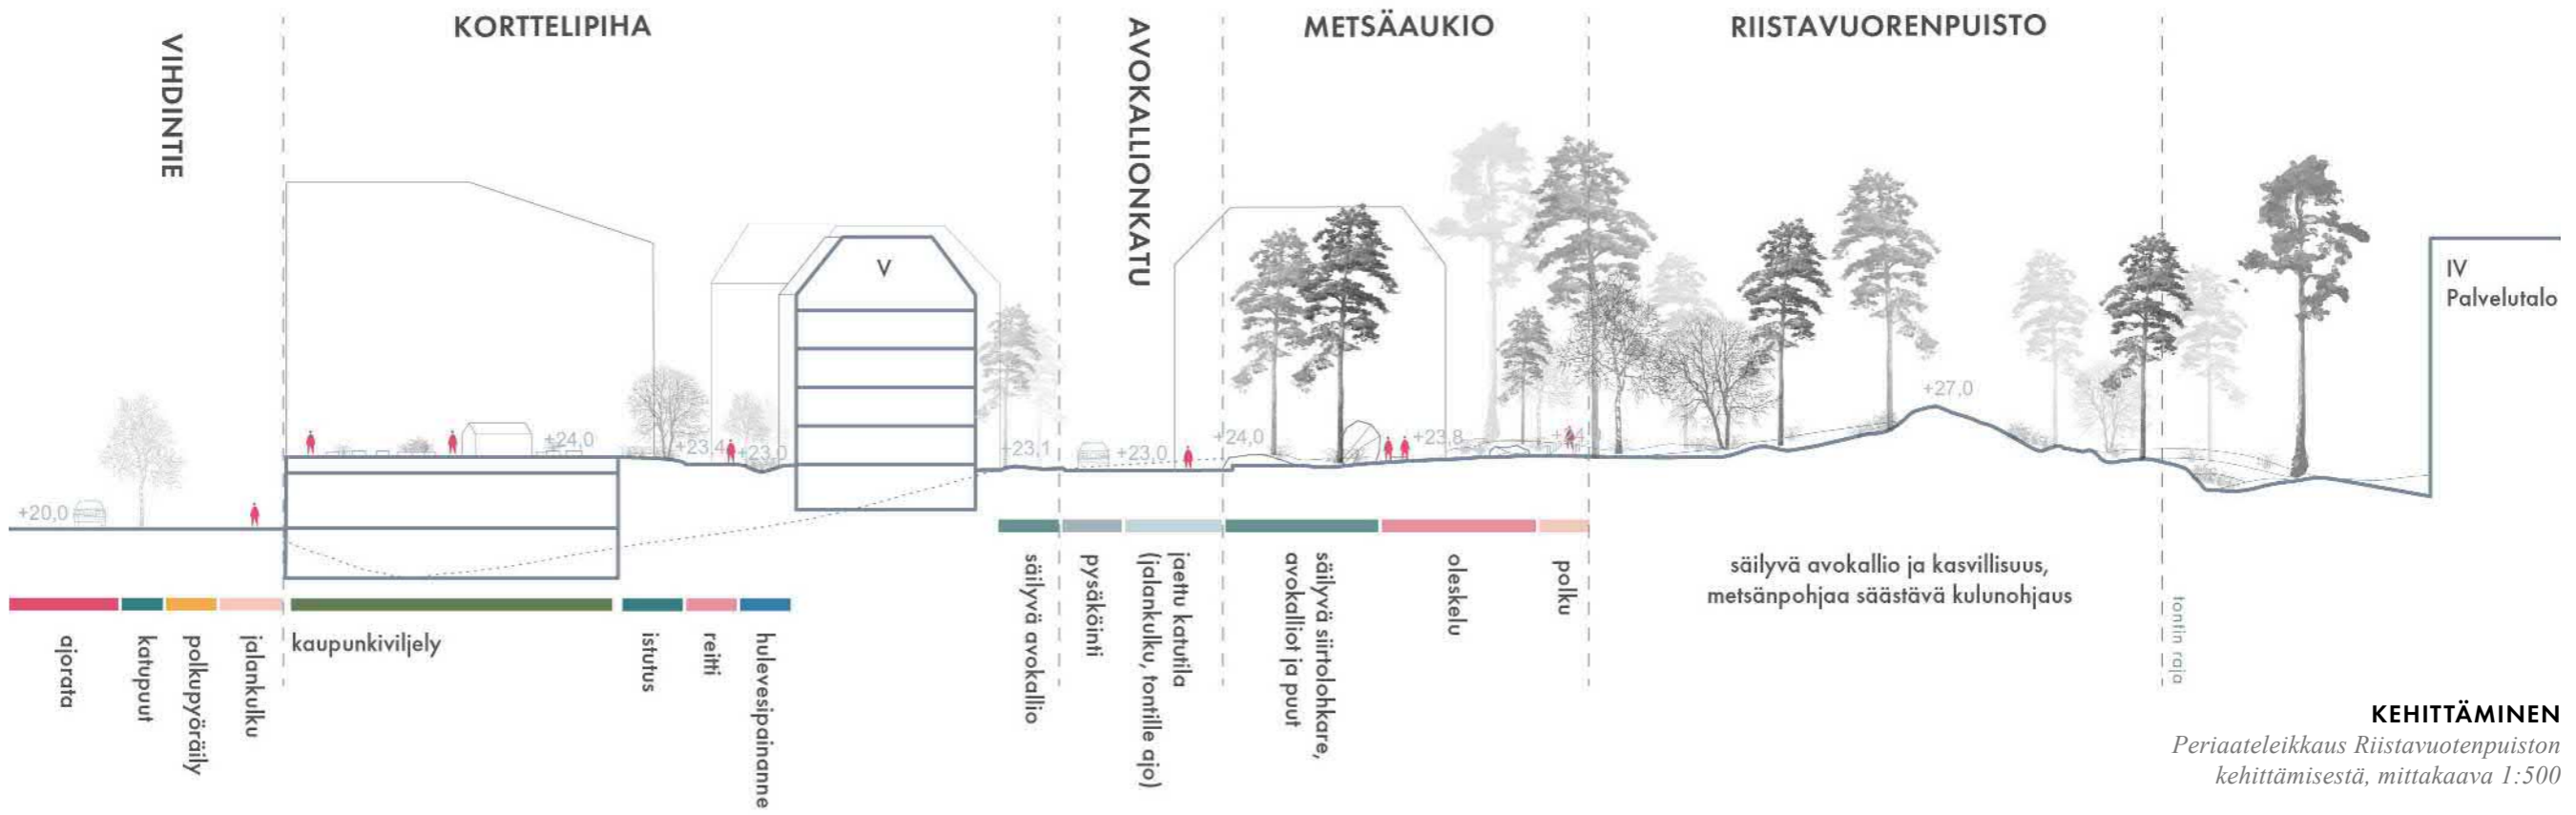 VIHDINTIE
KORTTELIPIHA
AVOKALLIONKATU
METSÄAUKIO
RIISTAVUORENPUISTO
V
IV
Palvelutalo
+20,0
+24,0
+23,4
+23,0
+23,1
+23,0
+24,0
+23,8
+27,0
ajorata
katupuut
polkupyöräily
jalankulku
kaupunkiviljely
istutus
reitti
hulevesipainanne
säilyvä avokallio
pysäköinti
jaettu katutila
(jalankulku, tontille ajo)
säilyvä siirtolohkare,
avokalliot ja puut
oleskelu
polku
säilyvä avokallio ja kasvillisuus,
metsänpohjaa säästävä kulunohjaus
tontin raja
KEHITTÄMINEN
Periaateleikkaus Riistavuotenpuiston
kehittämisestä, mittakaava 1:500